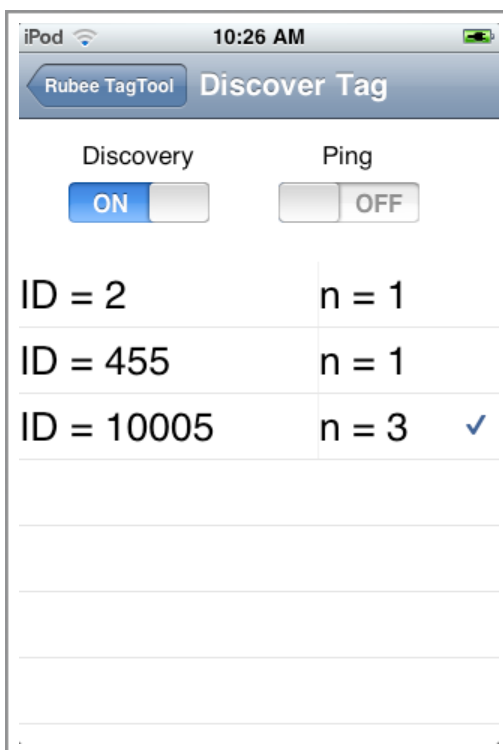 iPod 10:26 AM
Rubee TagTool Discover Tag
Discovery Ping
ON OFF
ID = 2 n = 1
ID = 455 n = 1
ID = 10005 n = 3 ✓